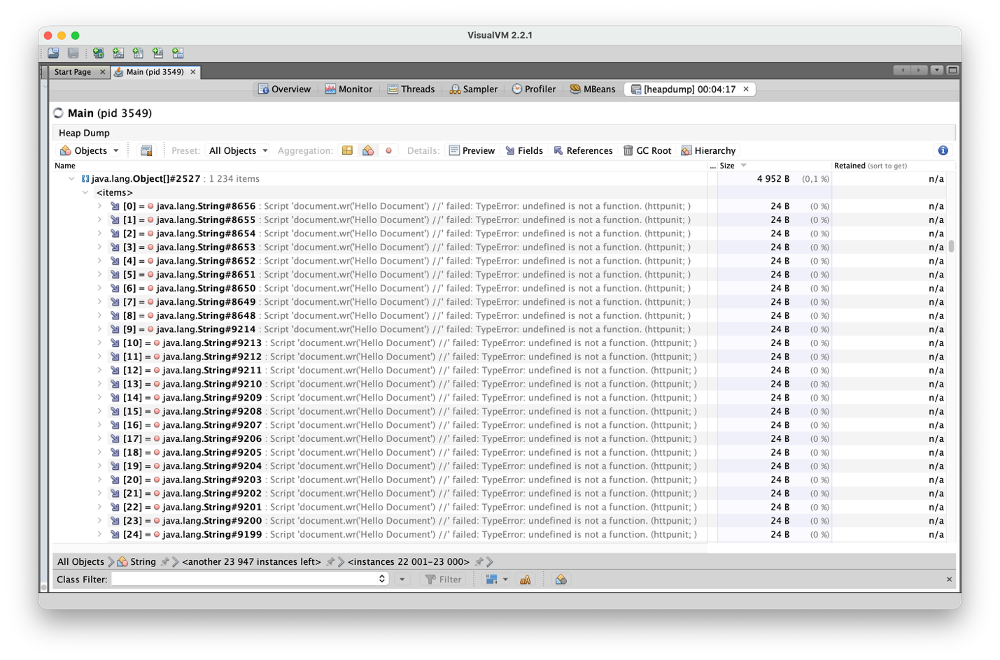 VisualVM 2.2.1
Start Page × Main (pid 3549) ×
Overview Monitor Threads Sampler Profiler MBeans [heapdump] 00:04:17 ×
Main (pid 3549)
Heap Dump
Objects Preset: All Objects Aggregation: Details: Preview Fields References GC Root Hierarchy
Name ... Size Retained (sort to get)
java.lang.Object[]#2527 : 1 234 items 4 952 B (0,1 %) n/a
<items>
[0] = java.lang.String#8656 : Script 'document.wr('Hello Document') //' failed: TypeError: undefined is not a function. (httpunit; ) 24 B (0 %) n/a
[1] = java.lang.String#8655 : Script 'document.wr('Hello Document') //' failed: TypeError: undefined is not a function. (httpunit; ) 24 B (0 %) n/a
[2] = java.lang.String#8654 : Script 'document.wr('Hello Document') //' failed: TypeError: undefined is not a function. (httpunit; ) 24 B (0 %) n/a
[3] = java.lang.String#8653 : Script 'document.wr('Hello Document') //' failed: TypeError: undefined is not a function. (httpunit; ) 24 B (0 %) n/a
[4] = java.lang.String#8652 : Script 'document.wr('Hello Document') //' failed: TypeError: undefined is not a function. (httpunit; ) 24 B (0 %) n/a
[5] = java.lang.String#8651 : Script 'document.wr('Hello Document') //' failed: TypeError: undefined is not a function. (httpunit; ) 24 B (0 %) n/a
[6] = java.lang.String#8650 : Script 'document.wr('Hello Document') //' failed: TypeError: undefined is not a function. (httpunit; ) 24 B (0 %) n/a
[7] = java.lang.String#8649 : Script 'document.wr('Hello Document') //' failed: TypeError: undefined is not a function. (httpunit; ) 24 B (0 %) n/a
[8] = java.lang.String#8648 : Script 'document.wr('Hello Document') //' failed: TypeError: undefined is not a function. (httpunit; ) 24 B (0 %) n/a
[9] = java.lang.String#9214 : Script 'document.wr('Hello Document') //' failed: TypeError: undefined is not a function. (httpunit; ) 24 B (0 %) n/a
[10] = java.lang.String#9213 : Script 'document.wr('Hello Document') //' failed: TypeError: undefined is not a function. (httpunit; ) 24 B (0 %) n/a
[11] = java.lang.String#9212 : Script 'document.wr('Hello Document') //' failed: TypeError: undefined is not a function. (httpunit; ) 24 B (0 %) n/a
[12] = java.lang.String#9211 : Script 'document.wr('Hello Document') //' failed: TypeError: undefined is not a function. (httpunit; ) 24 B (0 %) n/a
[13] = java.lang.String#9210 : Script 'document.wr('Hello Document') //' failed: TypeError: undefined is not a function. (httpunit; ) 24 B (0 %) n/a
[14] = java.lang.String#9209 : Script 'document.wr('Hello Document') //' failed: TypeError: undefined is not a function. (httpunit; ) 24 B (0 %) n/a
[15] = java.lang.String#9208 : Script 'document.wr('Hello Document') //' failed: TypeError: undefined is not a function. (httpunit; ) 24 B (0 %) n/a
[16] = java.lang.String#9207 : Script 'document.wr('Hello Document') //' failed: TypeError: undefined is not a function. (httpunit; ) 24 B (0 %) n/a
[17] = java.lang.String#9206 : Script 'document.wr('Hello Document') //' failed: TypeError: undefined is not a function. (httpunit; ) 24 B (0 %) n/a
[18] = java.lang.String#9205 : Script 'document.wr('Hello Document') //' failed: TypeError: undefined is not a function. (httpunit; ) 24 B (0 %) n/a
[19] = java.lang.String#9204 : Script 'document.wr('Hello Document') //' failed: TypeError: undefined is not a function. (httpunit; ) 24 B (0 %) n/a
[20] = java.lang.String#9203 : Script 'document.wr('Hello Document') //' failed: TypeError: undefined is not a function. (httpunit; ) 24 B (0 %) n/a
[21] = java.lang.String#9202 : Script 'document.wr('Hello Document') //' failed: TypeError: undefined is not a function. (httpunit; ) 24 B (0 %) n/a
[22] = java.lang.String#9201 : Script 'document.wr('Hello Document') //' failed: TypeError: undefined is not a function. (httpunit; ) 24 B (0 %) n/a
[23] = java.lang.String#9200 : Script 'document.wr('Hello Document') //' failed: TypeError: undefined is not a function. (httpunit; ) 24 B (0 %) n/a
[24] = java.lang.String#9199 : Script 'document.wr('Hello Document') //' failed: TypeError: undefined is not a function. (httpunit; ) 24 B (0 %) n/a
All Objects String <another 23 947 instances left> <instances 22 001-23 000>
Class Filter: Filter aA ×